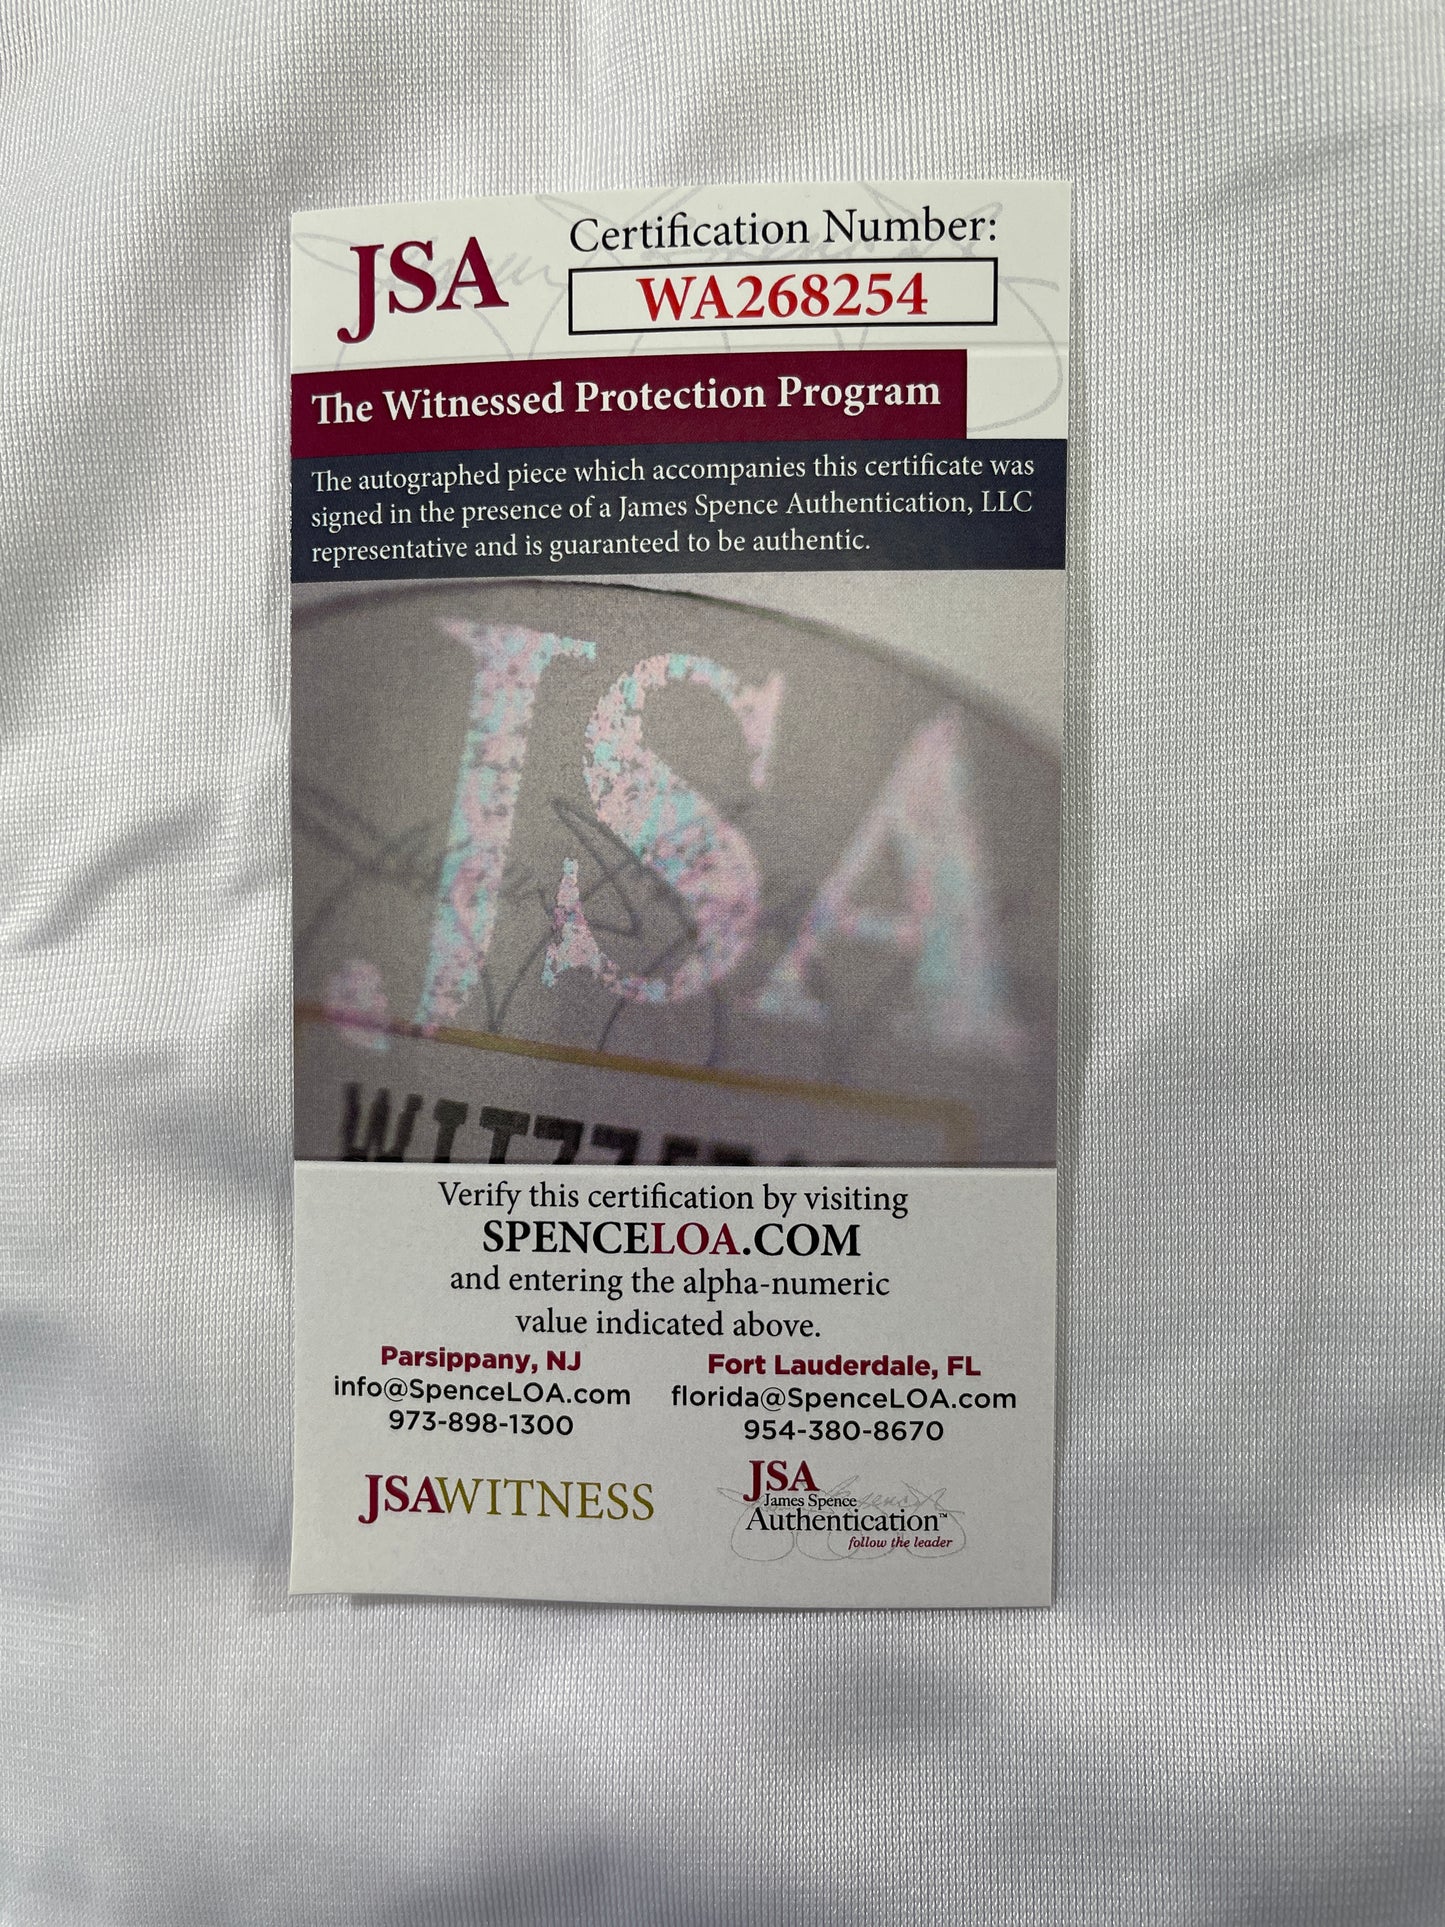 JSA
Certification Number:
WA268254
The Witnessed Protection Program
The autographed piece which accompanies this certificate was
signed in the presence of a James Spence Authentication, LLC
representative and is guaranteed to be authentic.
JSA
Verify this certification by visiting
SPENCELOA.COM
and entering the alpha-numeric
value indicated above.
Parsippany, NJ
info@SpenceLOA.com
973-898-1300
Fort Lauderdale, FL
florida@SpenceLOA.com
954-380-8670
JSAWITNESS
JSA
James Spence
Authentication™
follow the leader